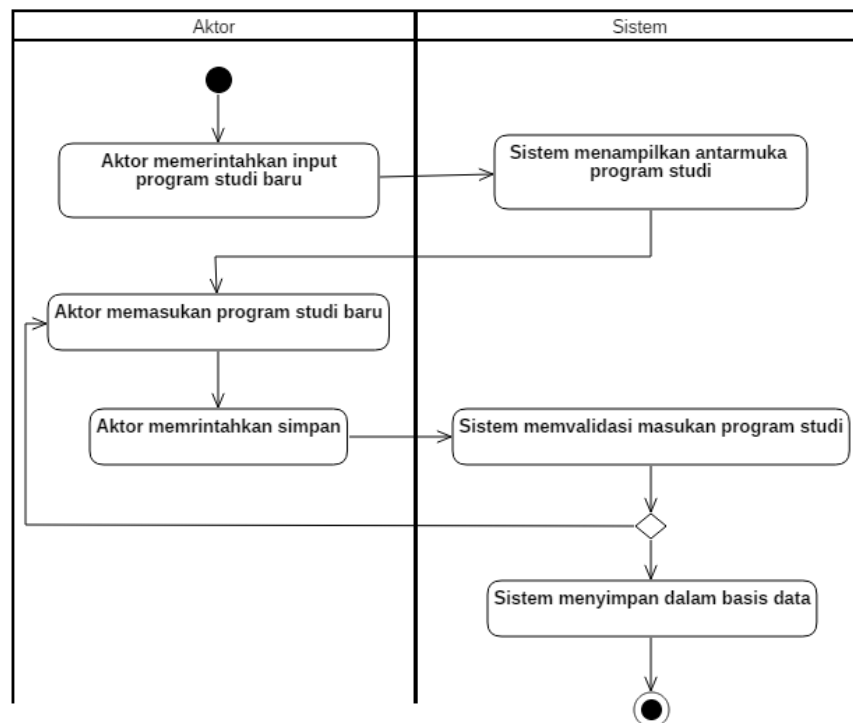 Aktor
Sistem
Aktor memerintahkan input
program studi baru
Sistem menampilkan antarmuka
program studi
Aktor memasukan program studi baru
Aktor memrintahkan simpan
Sistem memvalidasi masukan program studi
Sistem menyimpan dalam basis data